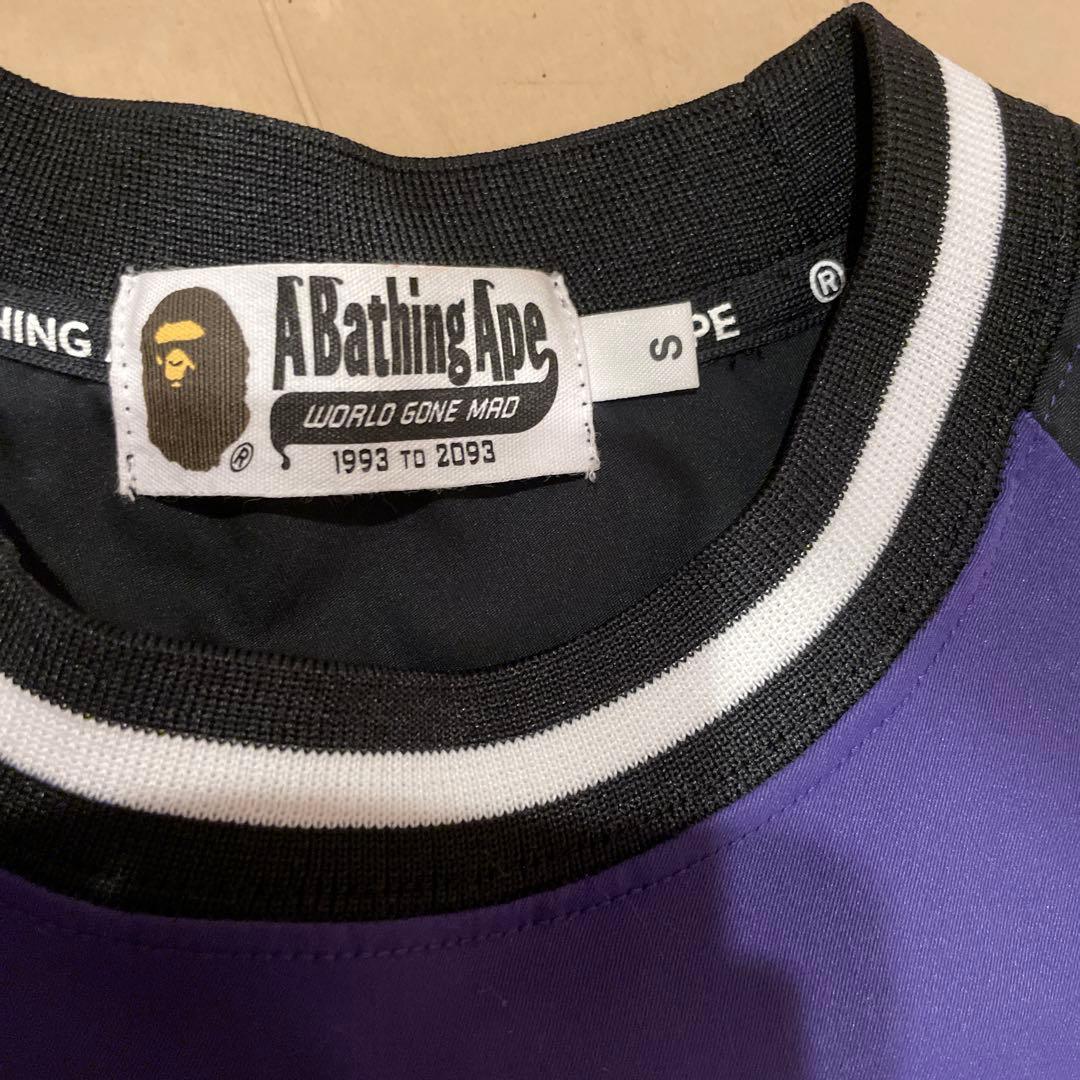 A Bathing Ape
WORLD GONE MAD
1993 TO 2093
®
S
HING
PE
®